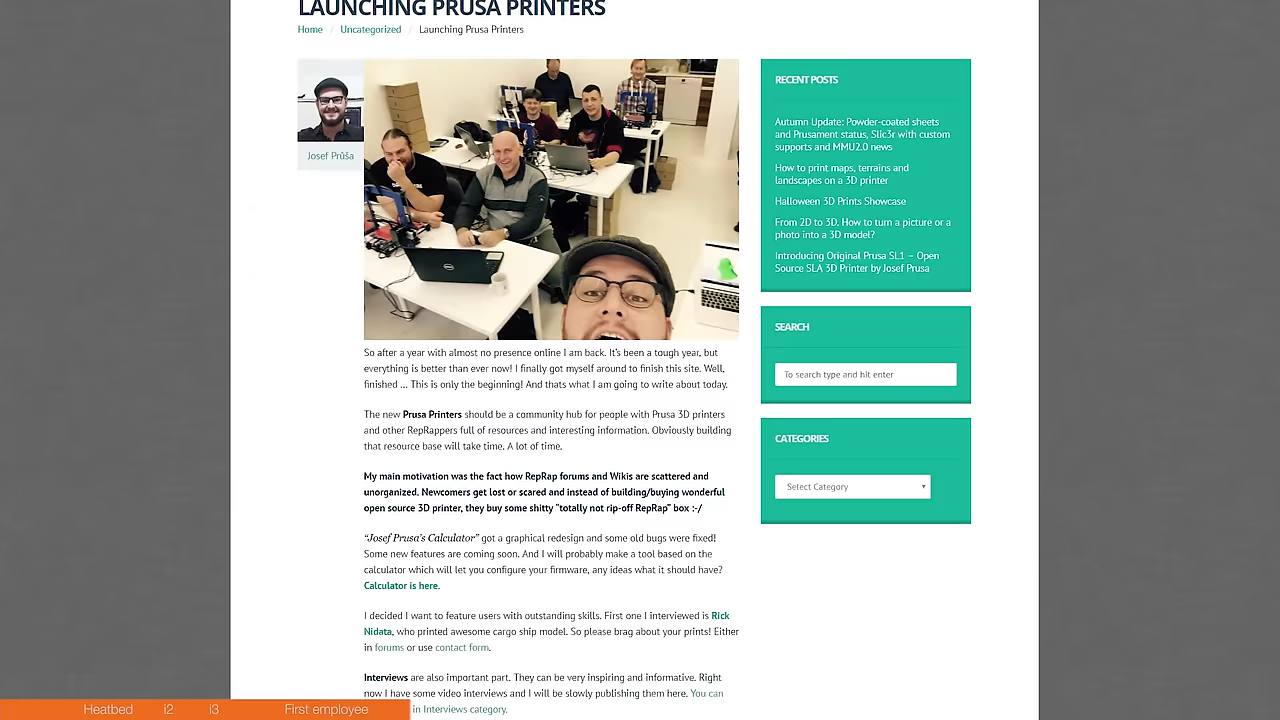 LAUNCHING PRUSA PRINTERS
Home / Uncategorized / Launching Prusa Printers
Josef Průša
So after a year with almost no presence online I am back. It's been a tough year, but
everything is better than ever now! I finally got myself around to finish this site. Well,
finished ... This is only the beginning! And thats what I am going to write about today.
The new Prusa Printers should be a community hub for people with Prusa 3D printers
and other RepRappers full of resources and interesting information. Obviously building
that resource base will take time. A lot of time.
My main motivation was the fact how RepRap forums and Wikis are scattered and
unorganized. Newcomers get lost or scared and instead of building/buying wonderful
open source 3D printer, they buy some shitty "totally not rip-off RepRap" box :-/
"Josef Prusa's Calculator" got a graphical redesign and some old bugs were fixed!
Some new features are coming soon. And I will probably make a tool based on the
calculator which will let you configure your firmware, any ideas what it should have?
Calculator is here.
I decided I want to feature users with outstanding skills. First one I interviewed is Rick
Nidata, who printed awesome cargo ship model. So please brag about your prints! Either
in forums or use contact form.
Interviews are also important part. They can be very inspiring and informative. Right
now I have some video interviews and I will be slowly publishing them here. You can
in Interviews category.
RECENT POSTS
Autumn Update: Powder-coated sheets
and Prusament status, Slic3r with custom
supports and MMU2.0 news
How to print maps, terrains and
landscapes on a 3D printer
Halloween 3D Prints Showcase
From 2D to 3D. How to turn a picture or a
photo into a 3D model?
Introducing Original Prusa SL1 – Open
Source SLA 3D Printer by Josef Prusa
SEARCH
To search type and hit enter
CATEGORIES
Select Category
Heatbed i2 i3 First employee